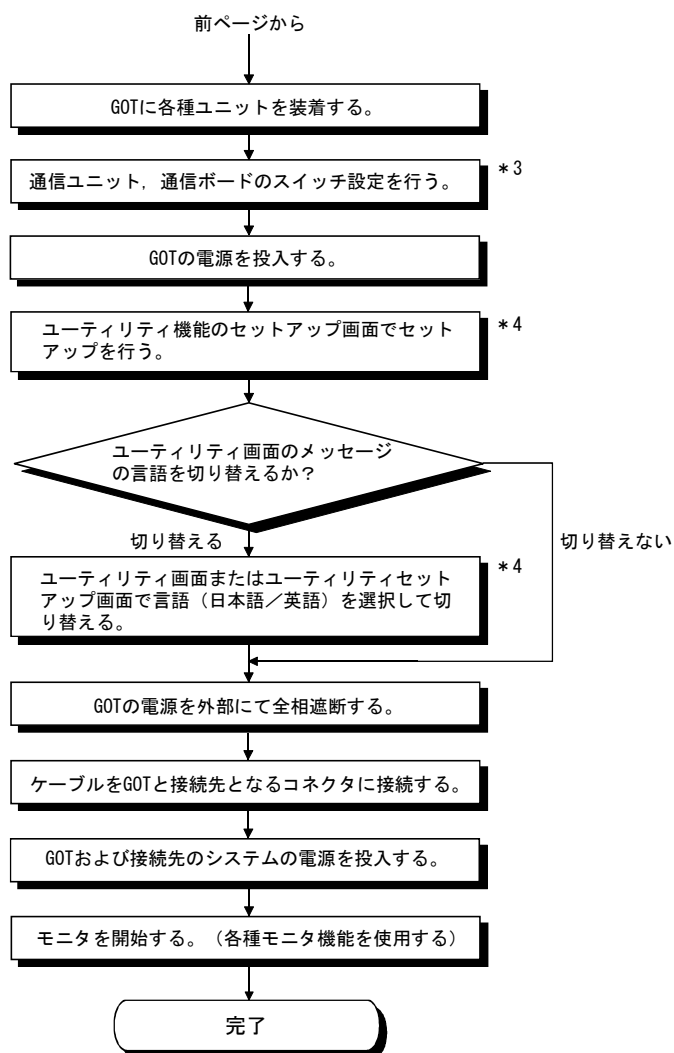 前ページから
GOTに各種ユニットを装着する。
通信ユニット，通信ボードのスイッチ設定を行う。
＊3
GOTの電源を投入する。
ユーティリティ機能のセットアップ画面でセット
アップを行う。
＊4
ユーティリティ画面のメッセージ
の言語を切り替えるか？
切り替える
切り替えない
ユーティリティ画面またはユーティリティセット
アップ画面で言語（日本語／英語）を選択して切
り替える。
＊4
GOTの電源を外部にて全相遮断する。
ケーブルをGOTと接続先となるコネクタに接続する。
GOTおよび接続先のシステムの電源を投入する。
モニタを開始する。（各種モニタ機能を使用する）
完了